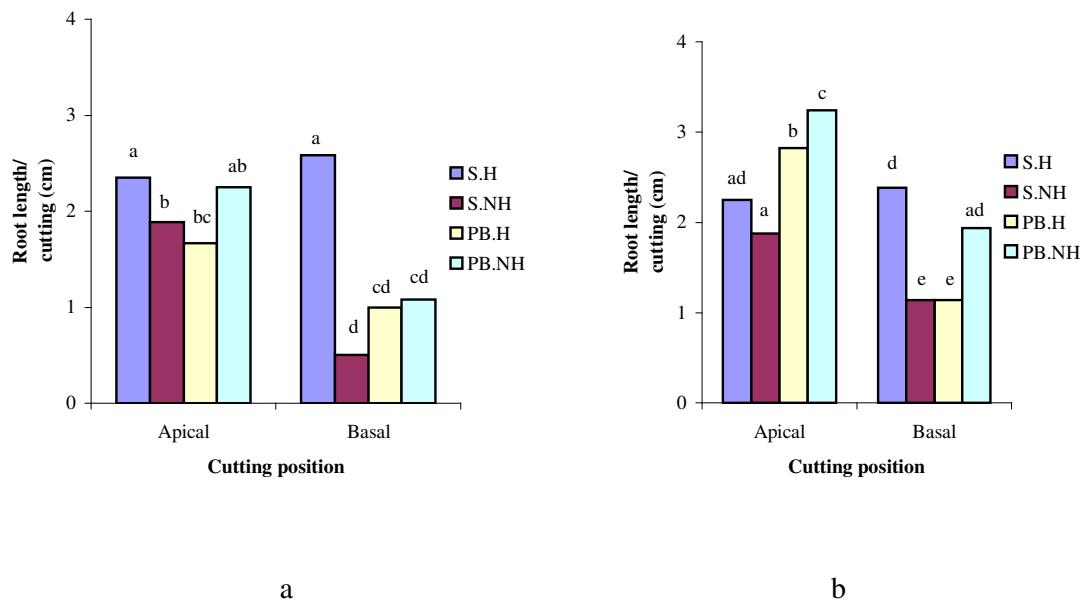 4
3
2
1
0
Root length/
cutting (cm)
a
b
bc
ab
a
d
cd
cd
Apical
Basal
Cutting position
S.H
S.NH
PB.H
PB.NH
a
4
3
2
1
0
Root length/
cutting (cm)
ad
a
b
c
d
e
e
ad
Apical
Basal
Cutting position
S.H
S.NH
PB.H
PB.NH
b